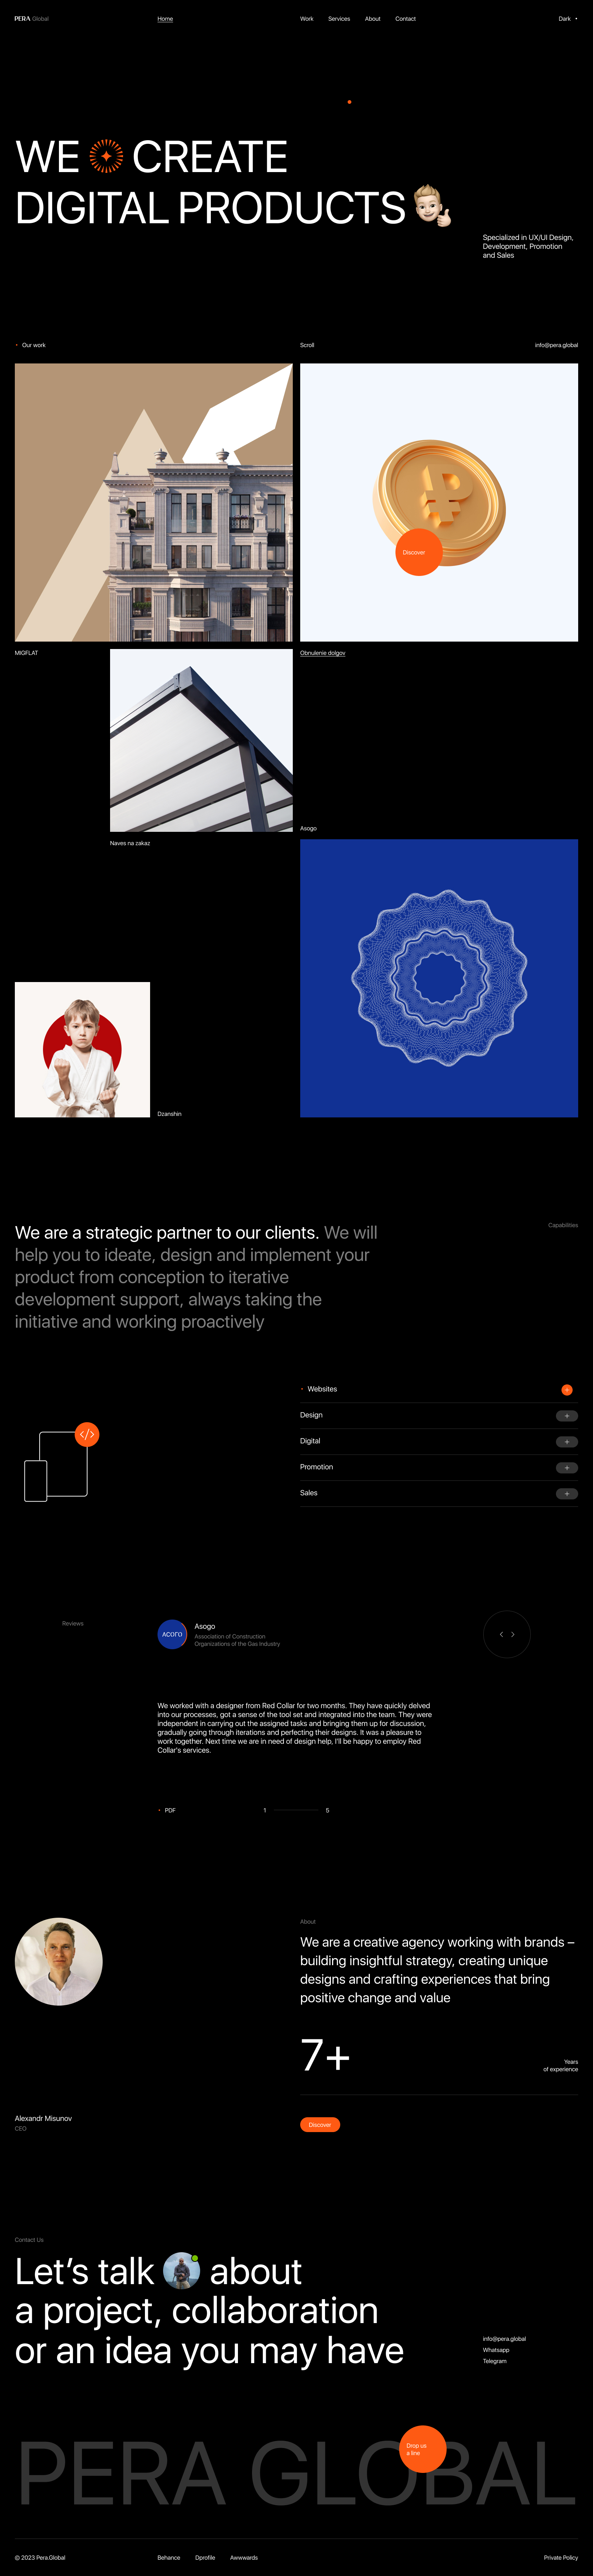 PERA Global
Home
Work Services About Contact
Dark
WE CREATE
DIGITAL PRODUCTS
Specialized in UX/UI Design,
Development, Promotion
and Sales
Our work
Scroll
info@pera.global
Discover
MIGFLAT
Obnulenie dolgov
Asogo
Naves na zakaz
Dzanshin
We are a strategic partner to our clients. We will
help you to ideate, design and implement your
product from conception to iterative
development support, always taking the
initiative and working proactively
Capabilities
Websites
Design
Digital
Promotion
Sales
Reviews
АСОГО
Asogo
Association of Construction
Organizations of the Gas Industry
We worked with a designer from Red Collar for two months. They have quickly delved
into our processes, got a sense of the tool set and integrated into the team. They were
independent in carrying out the assigned tasks and bringing them up for discussion,
gradually going through iterations and perfecting their designs. It was a pleasure to
work together. Next time we are in need of design help, I'll be happy to employ Red
Collar's services.
PDF
1 5
About
We are a creative agency working with brands –
building insightful strategy, creating unique
designs and crafting experiences that bring
positive change and value
7+
Years
of experience
Alexandr Misunov
CEO
Discover
Contact Us
Let's talk about
a project, collaboration
or an idea you may have
info@pera.global
Whatsapp
Telegram
Drop us
a line
PERA GLOBAL
© 2023 Pera.Global
Behance Dprofile Awwwards
Private Policy